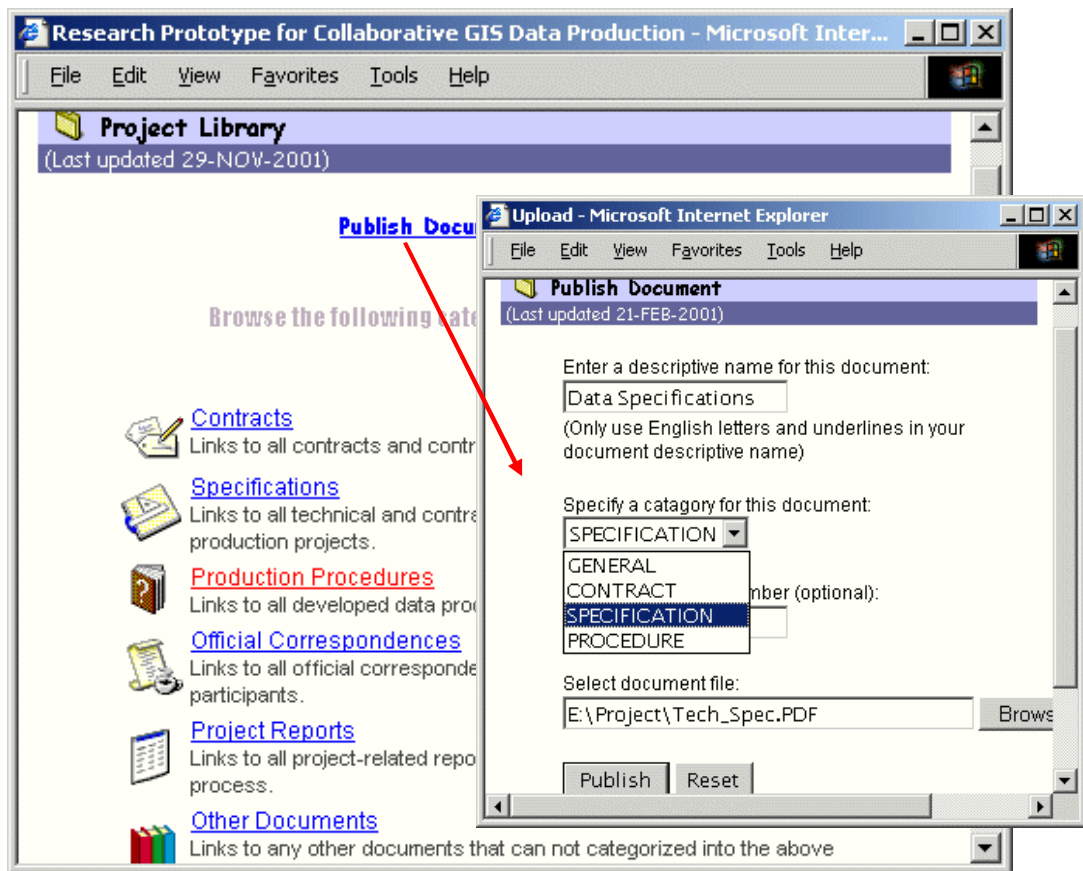 Research Prototype for Collaborative GIS Data Production - Microsoft Inter...
File Edit View Favorites Tools Help
Project Library
(Last updated 29-NOV-2001)
Publish Docu
Browse the following cate
Contracts
Links to all contracts and contr
Specifications
Links to all technical and contra
production projects.
Production Procedures
Links to all developed data pro
Official Correspondences
Links to all official corresponde
participants.
Project Reports
Links to all project-related repo
process.
Other Documents
Links to any other documents that can not categorized into the above
Upload - Microsoft Internet Explorer
File Edit View Favorites Tools Help
Publish Document
(Last updated 21-FEB-2001)
Enter a descriptive name for this document:
Data Specifications
(Only use English letters and underlines in your
document descriptive name)
Specify a catagory for this document:
SPECIFICATION
GENERAL
CONTRACT
SPECIFICATION
PROCEDURE
mber (optional):
Select document file:
E:\Project\Tech_Spec.PDF Brows
Publish Reset